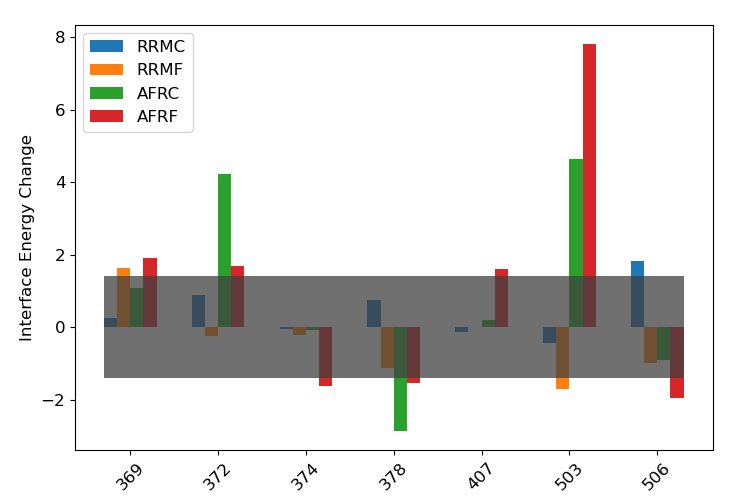 8
6
4
2
0
−2
Interface Energy Change
RRMC
RRMF
AFRC
AFRF
369
372
374
378
407
503
506